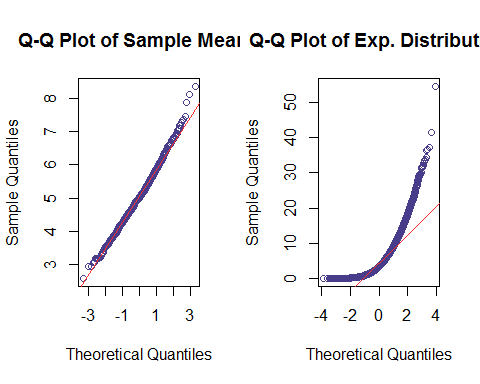 Q-Q Plot of Sample Mear
Q-Q Plot of Exp. Distribut
Sample Quantiles
3 4 5 6 7 8
-3 -1 1 3
Theoretical Quantiles
Sample Quantiles
0 10 20 30 40 50
-4 -2 0 2 4
Theoretical Quantiles